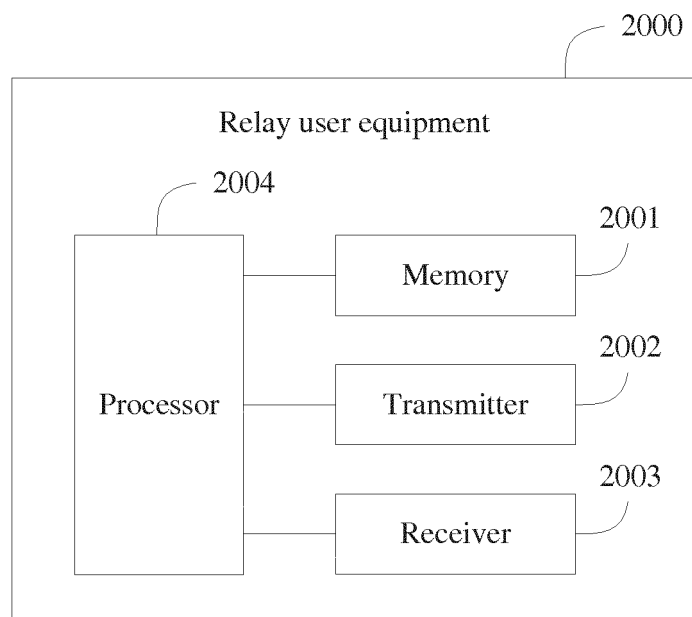 2000
Relay user equipment
2004
2001
Memory
2002
Processor
Transmitter
2003
Receiver